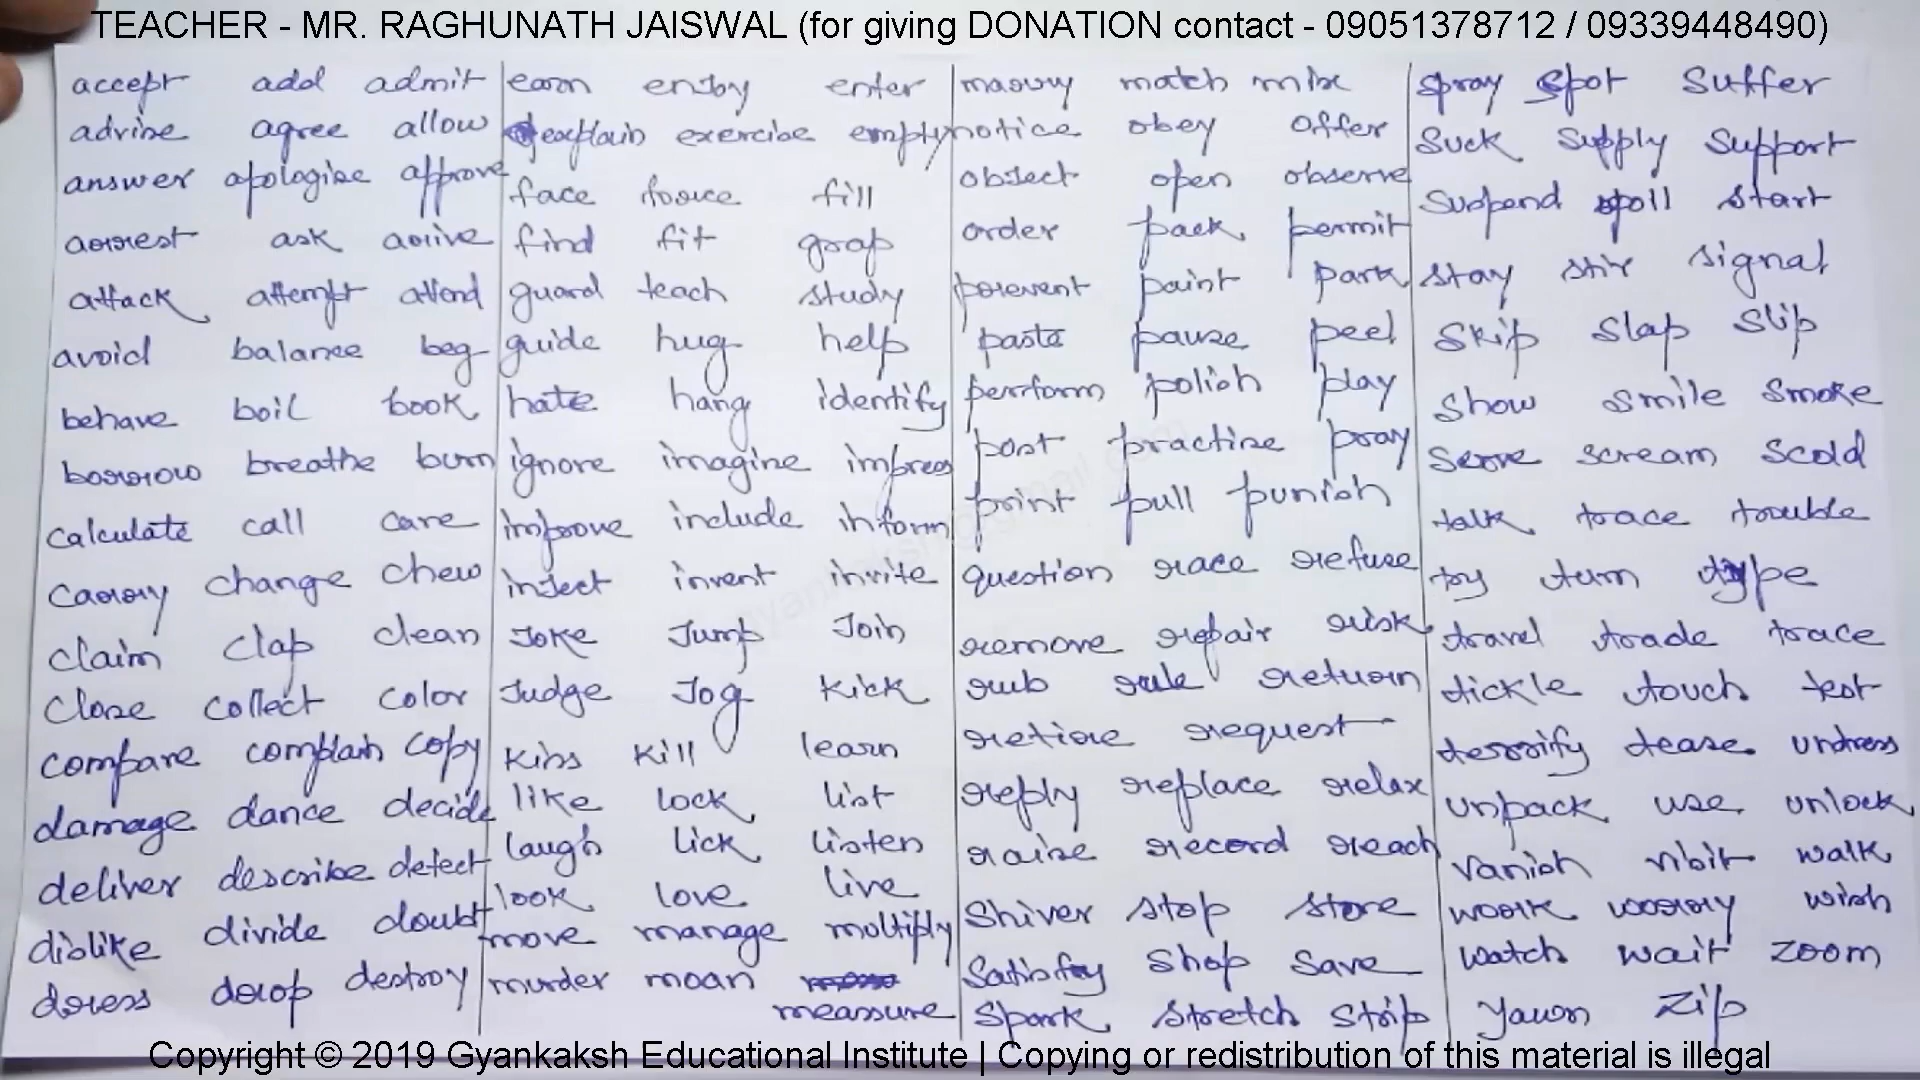 TEACHER - MR. RAGHUNATH JAISWAL (for giving DONATION contact - 09051378712 / 09339448490)
accept add admit
advise agree allow
answer apologise approve
arrest ask arrive
attack attempt attend
avoid balance beg
behave boil book
borrow breathe burn
calculate call care
carry change chew
claim clap clean
close collect color
compare complain copy
damage dance decide
deliver describe detect
dislike divide doubt
dress drop destroy
earn enjoy enter
explain exercise empty
face force fill
find fit grap
guard teach study
guide hug help
hate hang identify
ignore imagine impress
improve include inform
inject invent invite
Joke Jump Join
Judge Jog kick
kiss kill learn
like lock list
laugh lick listen
look love live
move manage multiply
murder moan
measure
marry match mix
notice obey offer
object open observe
order pack permit
prevent paint park
paste pause peel
perform polish play
post practise pray
print pull punish
question race refuse
remove repair risk
rub rule return
retire request
reply replace relax
raise record reach
Shiver stop store
Satisfy shop save
Spark stretch strip
spray spot suffer
Suck supply support
Suspend spoll start
stay stir signal
skip slap slip
show smile smoke
serve scream scold
talk trace trouble
try turn type
travel trade trace
tickle touch test
terrify tease undress
unpack use unlock
vanish visit walk
work worry wish
watch wait zoom
yawn zip
Copyright © 2019 Gyankaksh Educational Institute | Copying or redistribution of this material is illegal